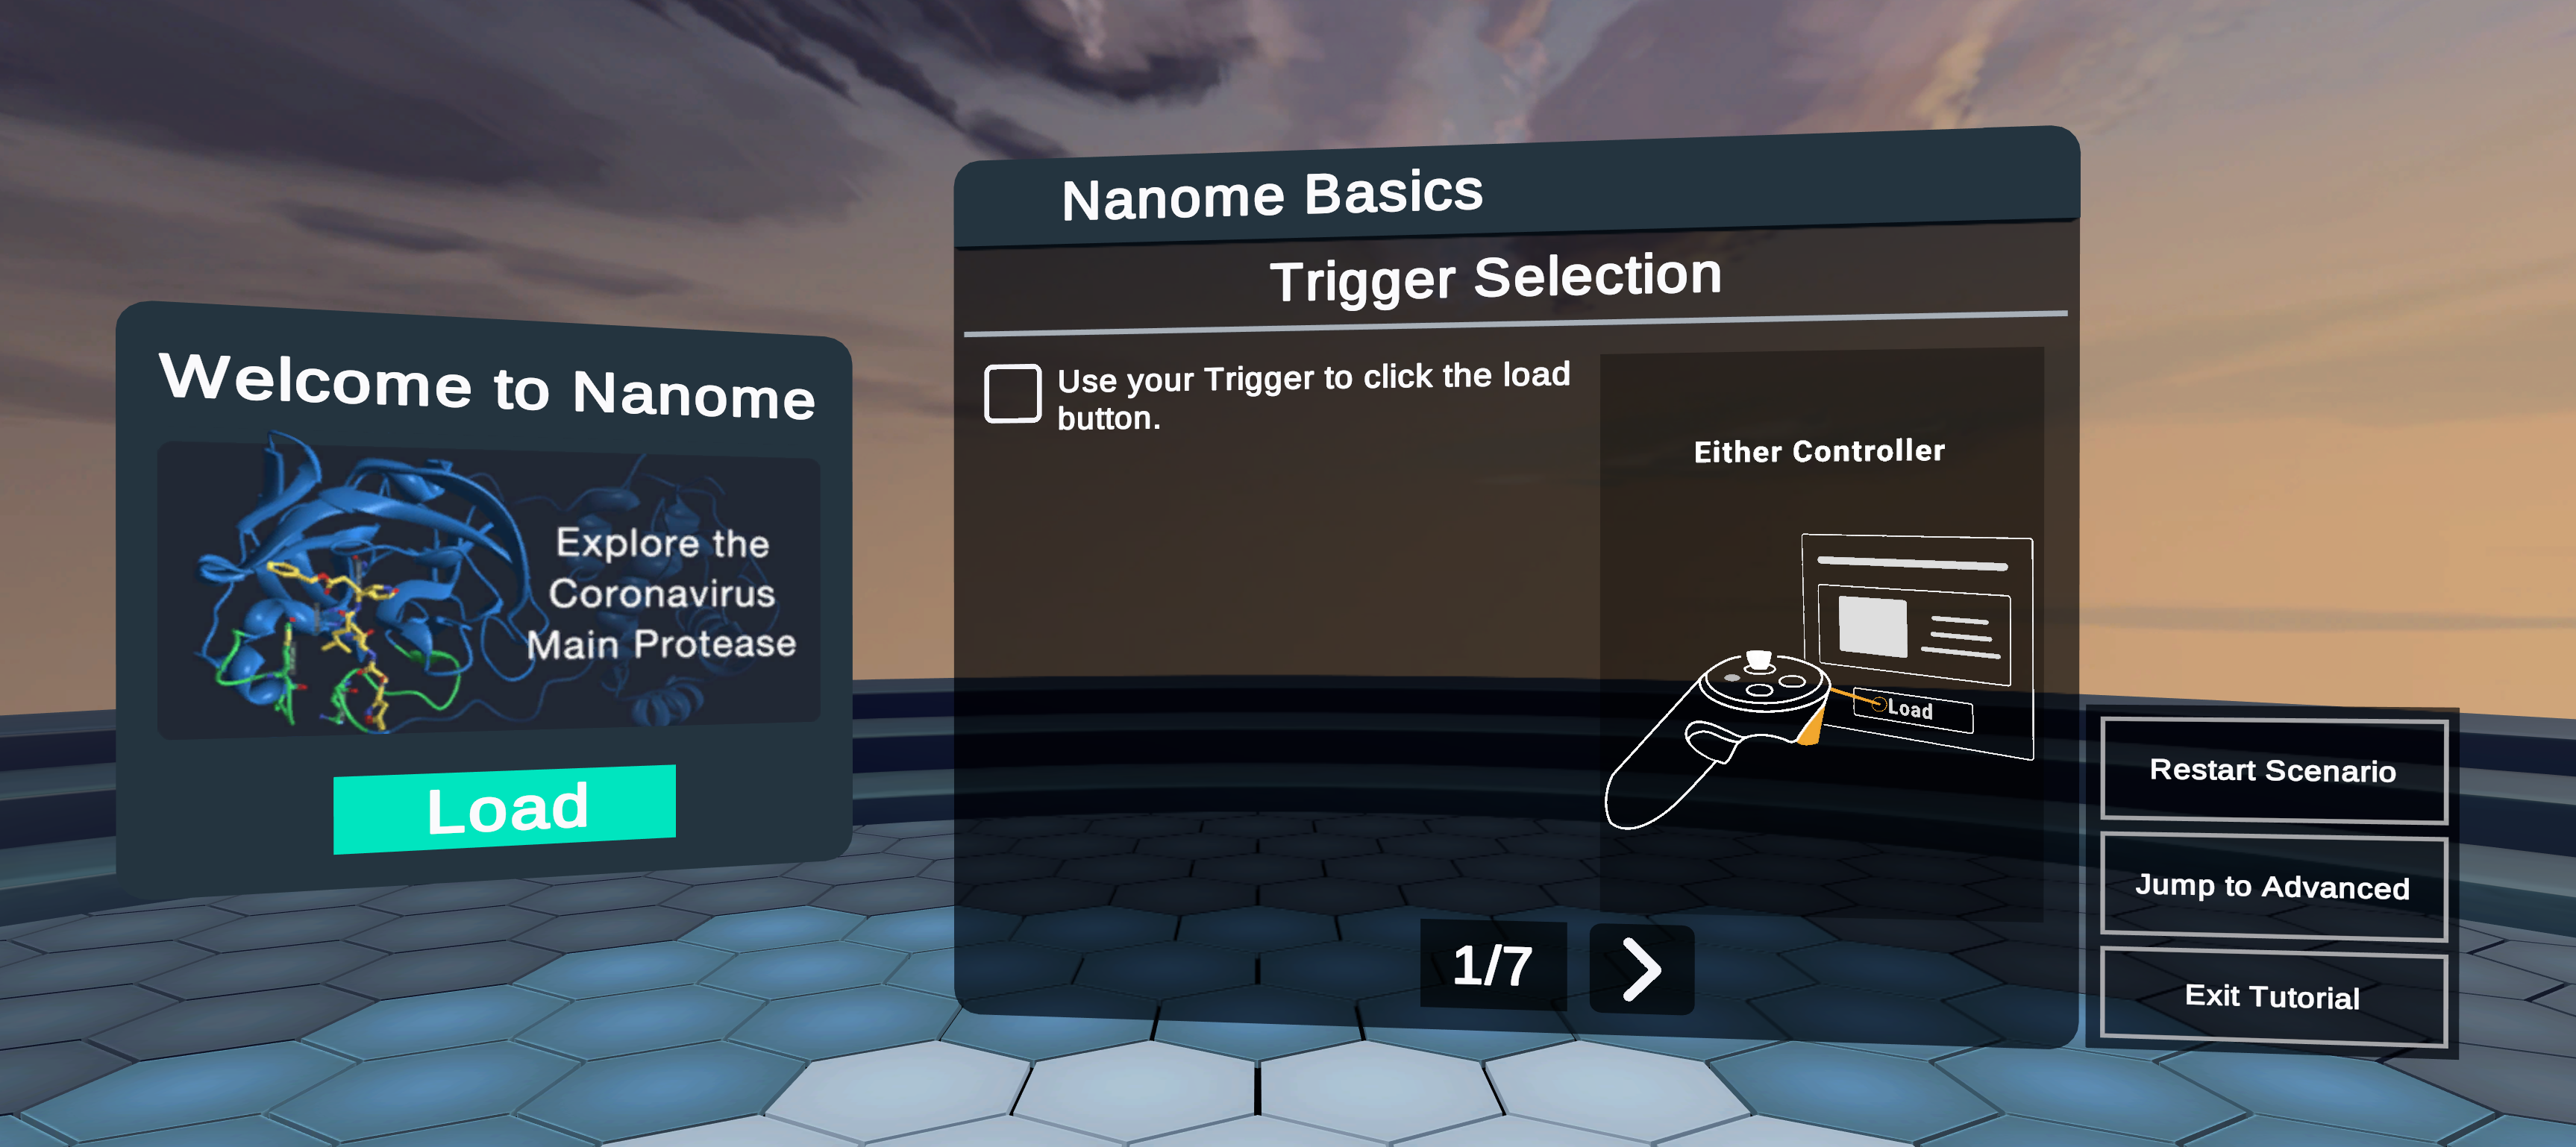 Welcome to Nanome
Explore the
Coronavirus
Main Protease
Load
Nanome Basics
Trigger Selection
Use your Trigger to click the load
button.
Either Controller
Load
1/7
Restart Scenario
Jump to Advanced
Exit Tutorial